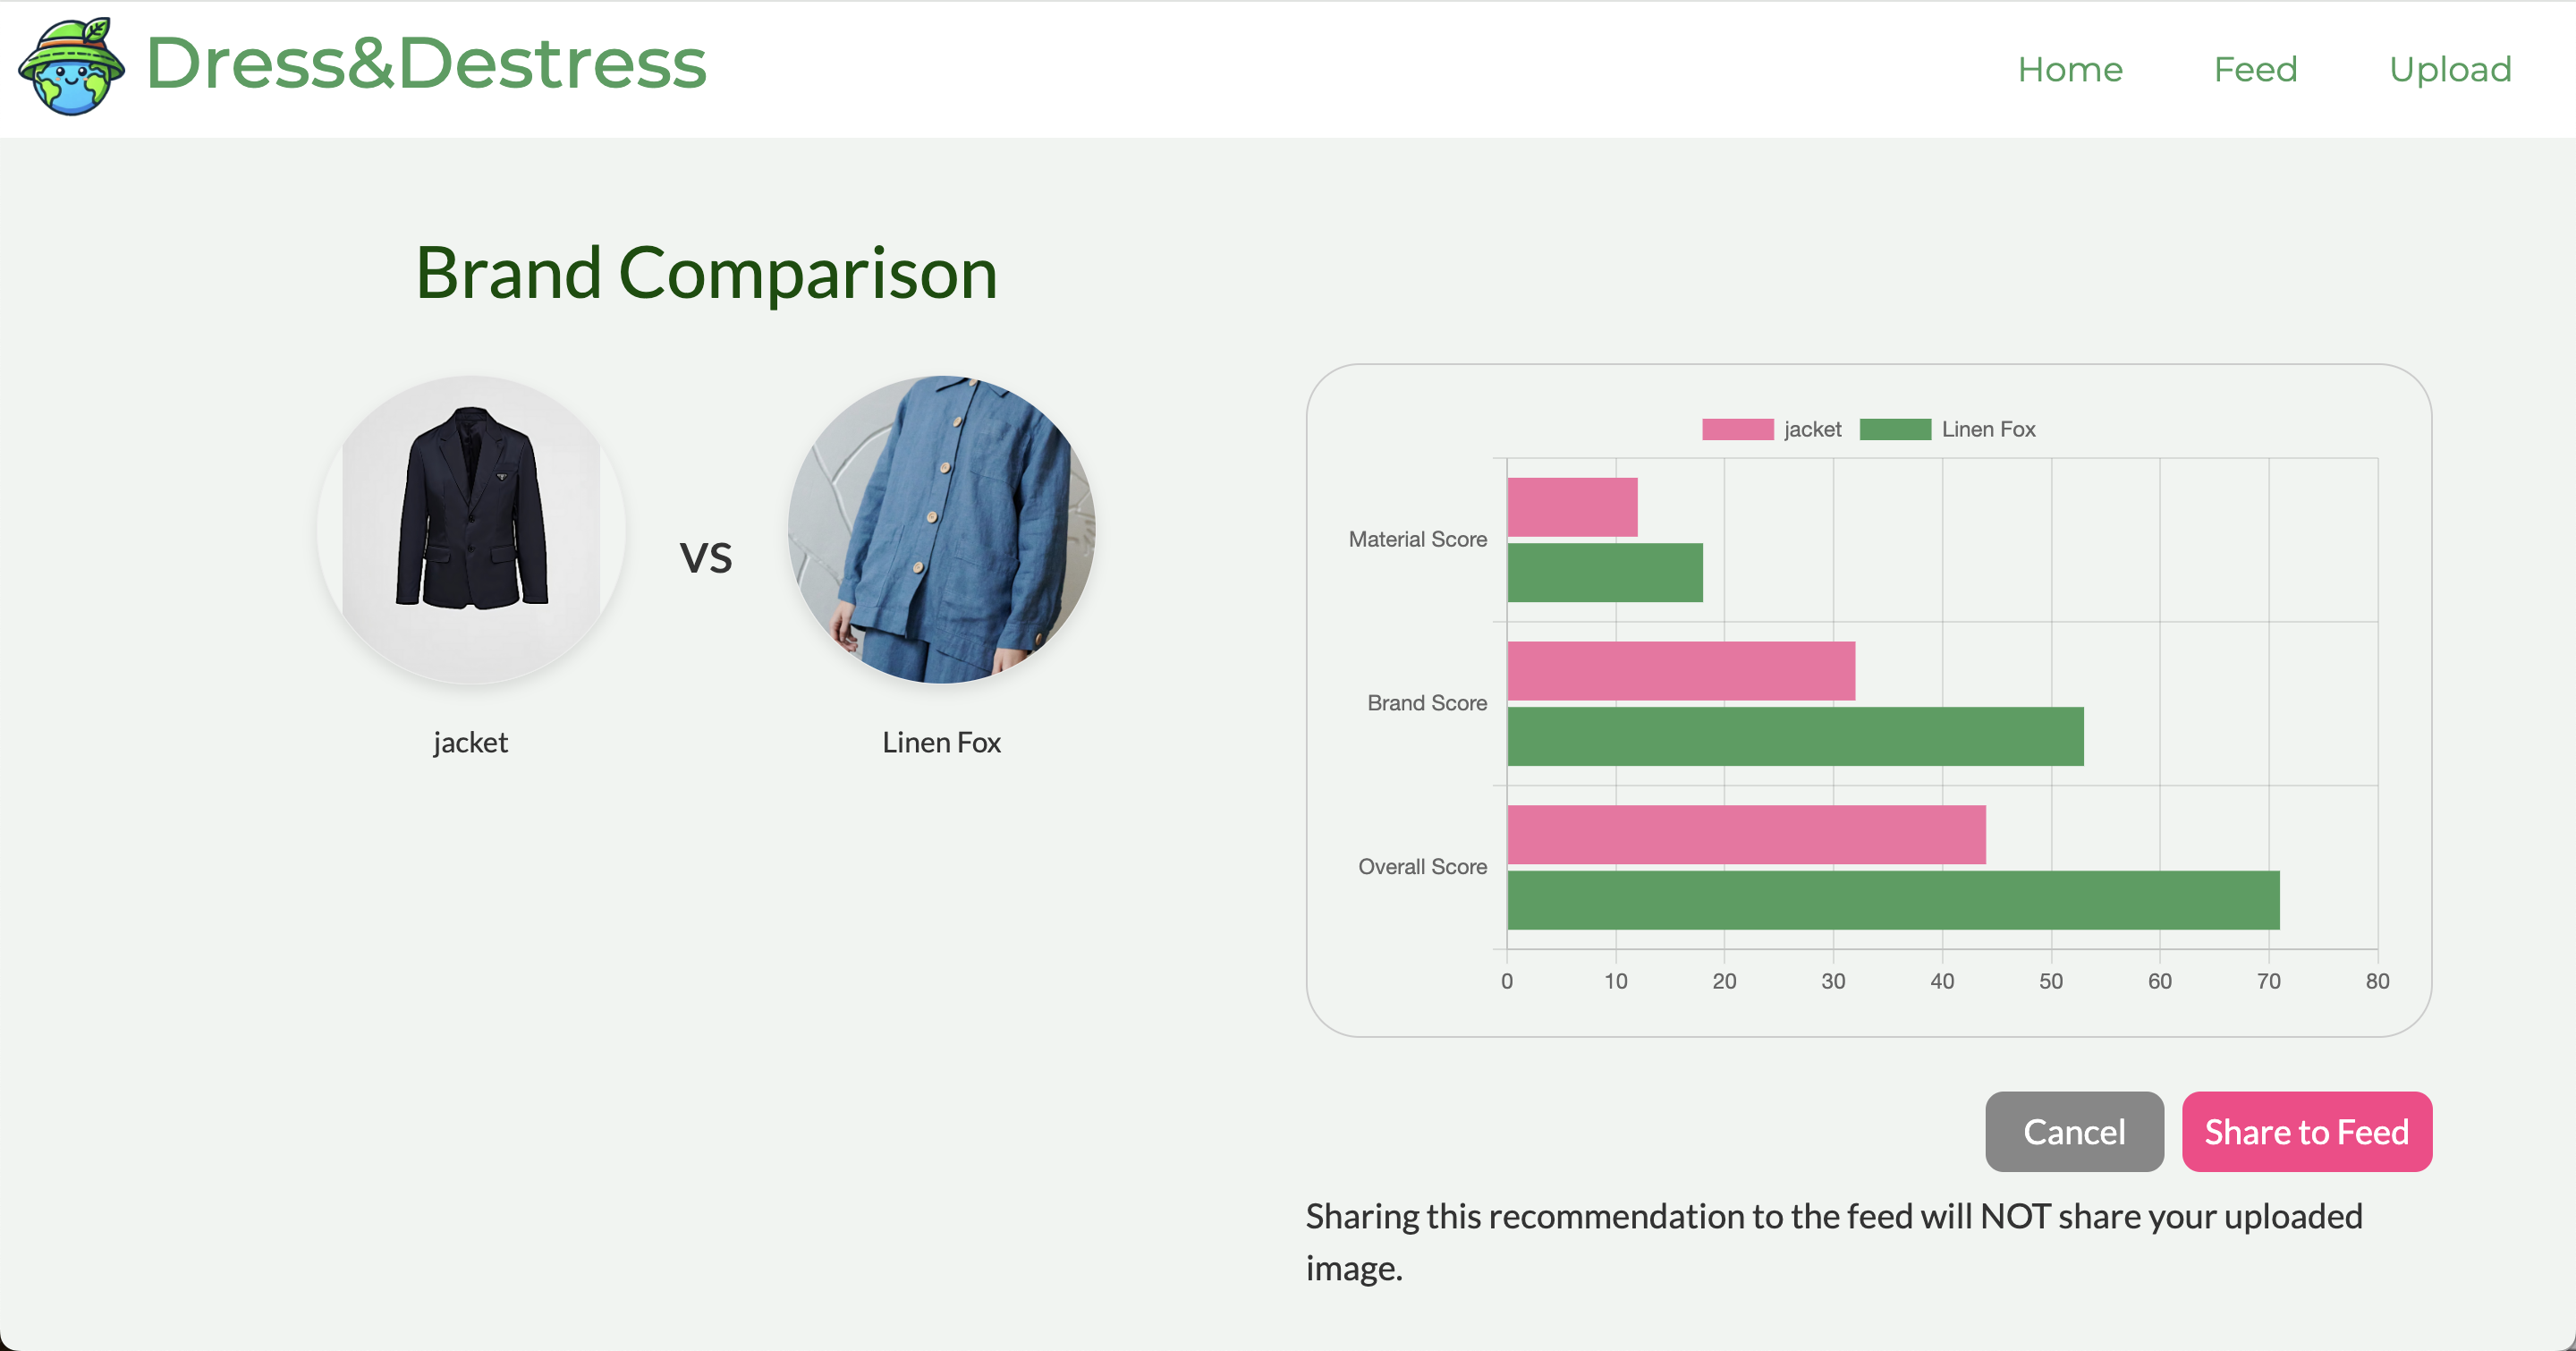 Dress&Destress
Home Feed Upload
Brand Comparison
vs
jacket
Linen Fox
jacket Linen Fox
Material Score
Brand Score
Overall Score
0 10 20 30 40 50 60 70 80
Cancel Share to Feed
Sharing this recommendation to the feed will NOT share your uploaded
image.